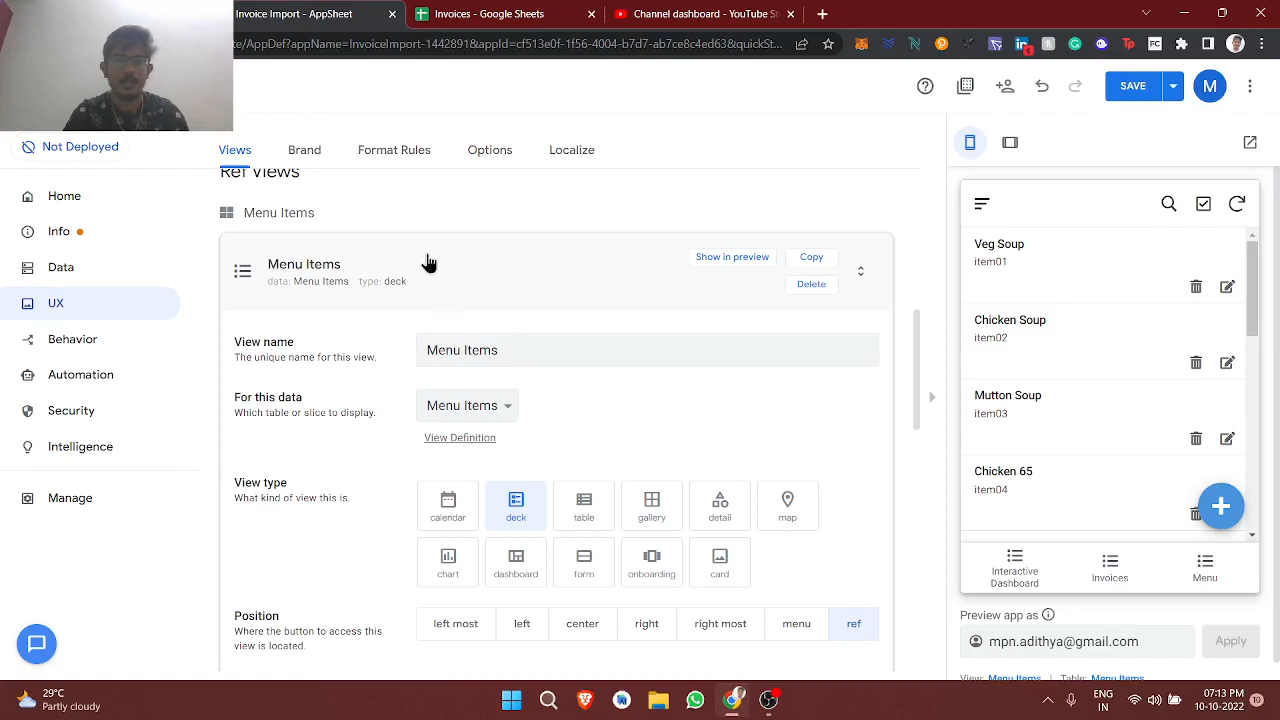 Invoice Import - AppSheet
Invoices - Google Sheets
Channel dashboard - YouTube St
te/AppDef?appName=InvoiceImport-1442891&appId=cf513e0f-1f56-4004-b7d7-ab7ce8c4ed63&quickSt...
SAVE
M
Not Deployed
Views
Brand
Format Rules
Options
Localize
Home
Info
Data
UX
Behavior
Automation
Security
Intelligence
Manage
Ref Views
Menu Items
Menu Items
data: Menu Items type: deck
Show in preview
Copy
Delete
View name
The unique name for this view.
Menu Items
For this data
Which table or slice to display.
Menu Items
View Definition
View type
What kind of view this is.
calendar
deck
table
gallery
detail
map
chart
dashboard
form
onboarding
card
Position
Where the button to access this
view is located.
left most
left
center
right
right most
menu
ref
Veg Soup
item01
Chicken Soup
item02
Mutton Soup
item03
Chicken 65
item04
Interactive
Dashboard
Invoices
Menu
Preview app as
mpn.adithya@gmail.com
Apply
View: Menu Items Table: Menu Items
29°C
Partly cloudy
ENG
IN
07:13 PM
10-10-2022